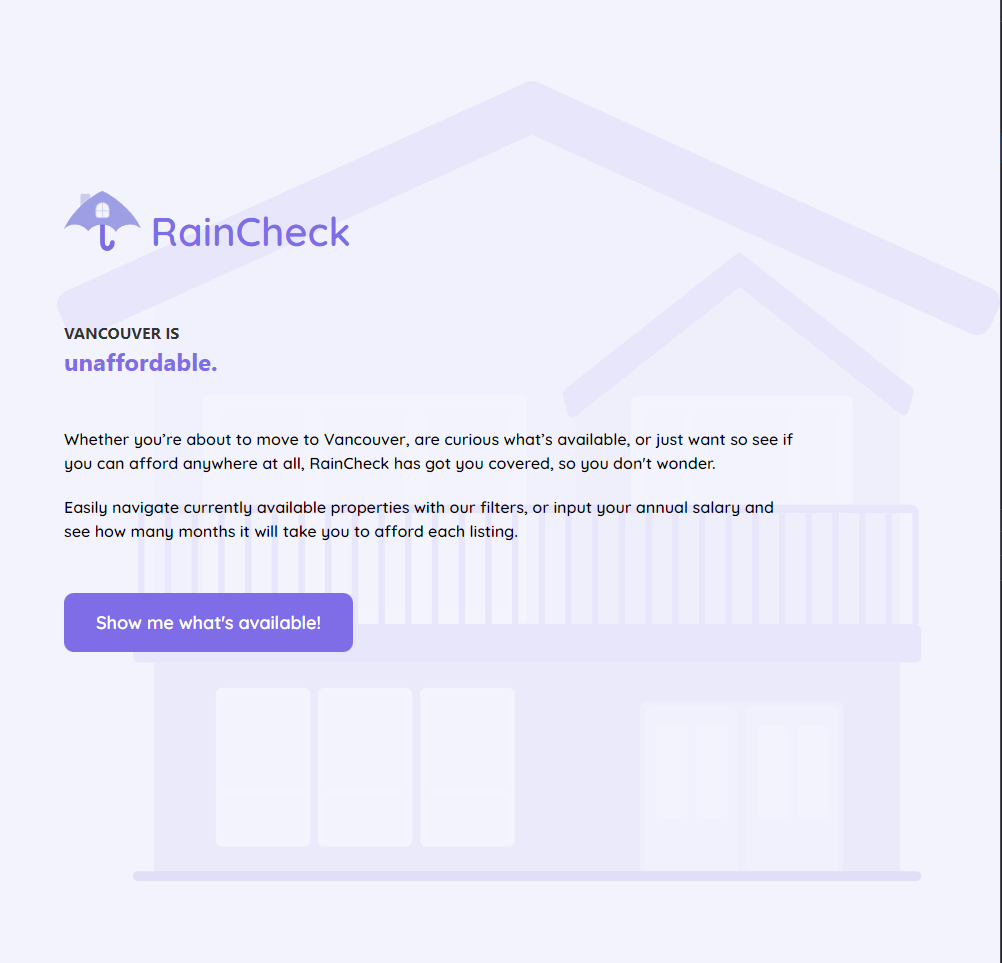 RainCheck
VANCOUVER IS
unaffordable.
Whether you’re about to move to Vancouver, are curious what’s available, or just want so see if
you can afford anywhere at all, RainCheck has got you covered, so you don't wonder.
Easily navigate currently available properties with our filters, or input your annual salary and
see how many months it will take you to afford each listing.
Show me what's available!